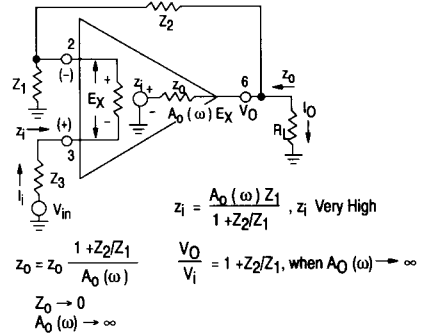 Z₂
2
(−)
Z₁
+
Eₓ
−
zᵢ
+
−
zₒ
Aₒ(ω) Eₓ
6
Vₒ
zₒ
Iₒ
R_L
zᵢ
(+)
3
Z₃
Iᵢ
Vᵢₙ
zᵢ = Aₒ(ω) Z₁ / 1+Z₂/Z₁ , zᵢ Very High
zₒ = zₒ 1+Z₂/Z₁ / Aₒ(ω)
Vₒ / Vᵢ = 1+Z₂/Z₁, when Aₒ(ω) → ∞
Zₒ → 0
Aₒ(ω) → ∞